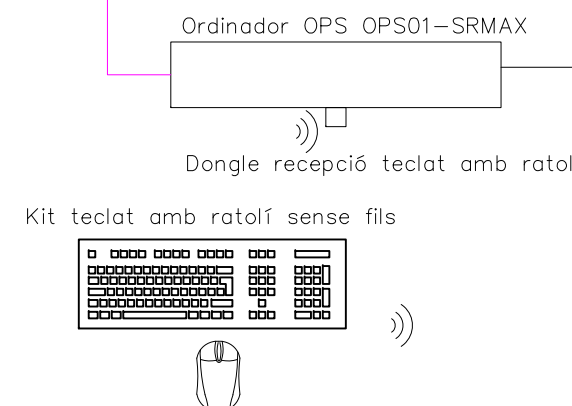 Ordinador OPS OPS01-SRMAX
Dongle recepció teclat amb ratol
Kit teclat amb ratolí sense fils